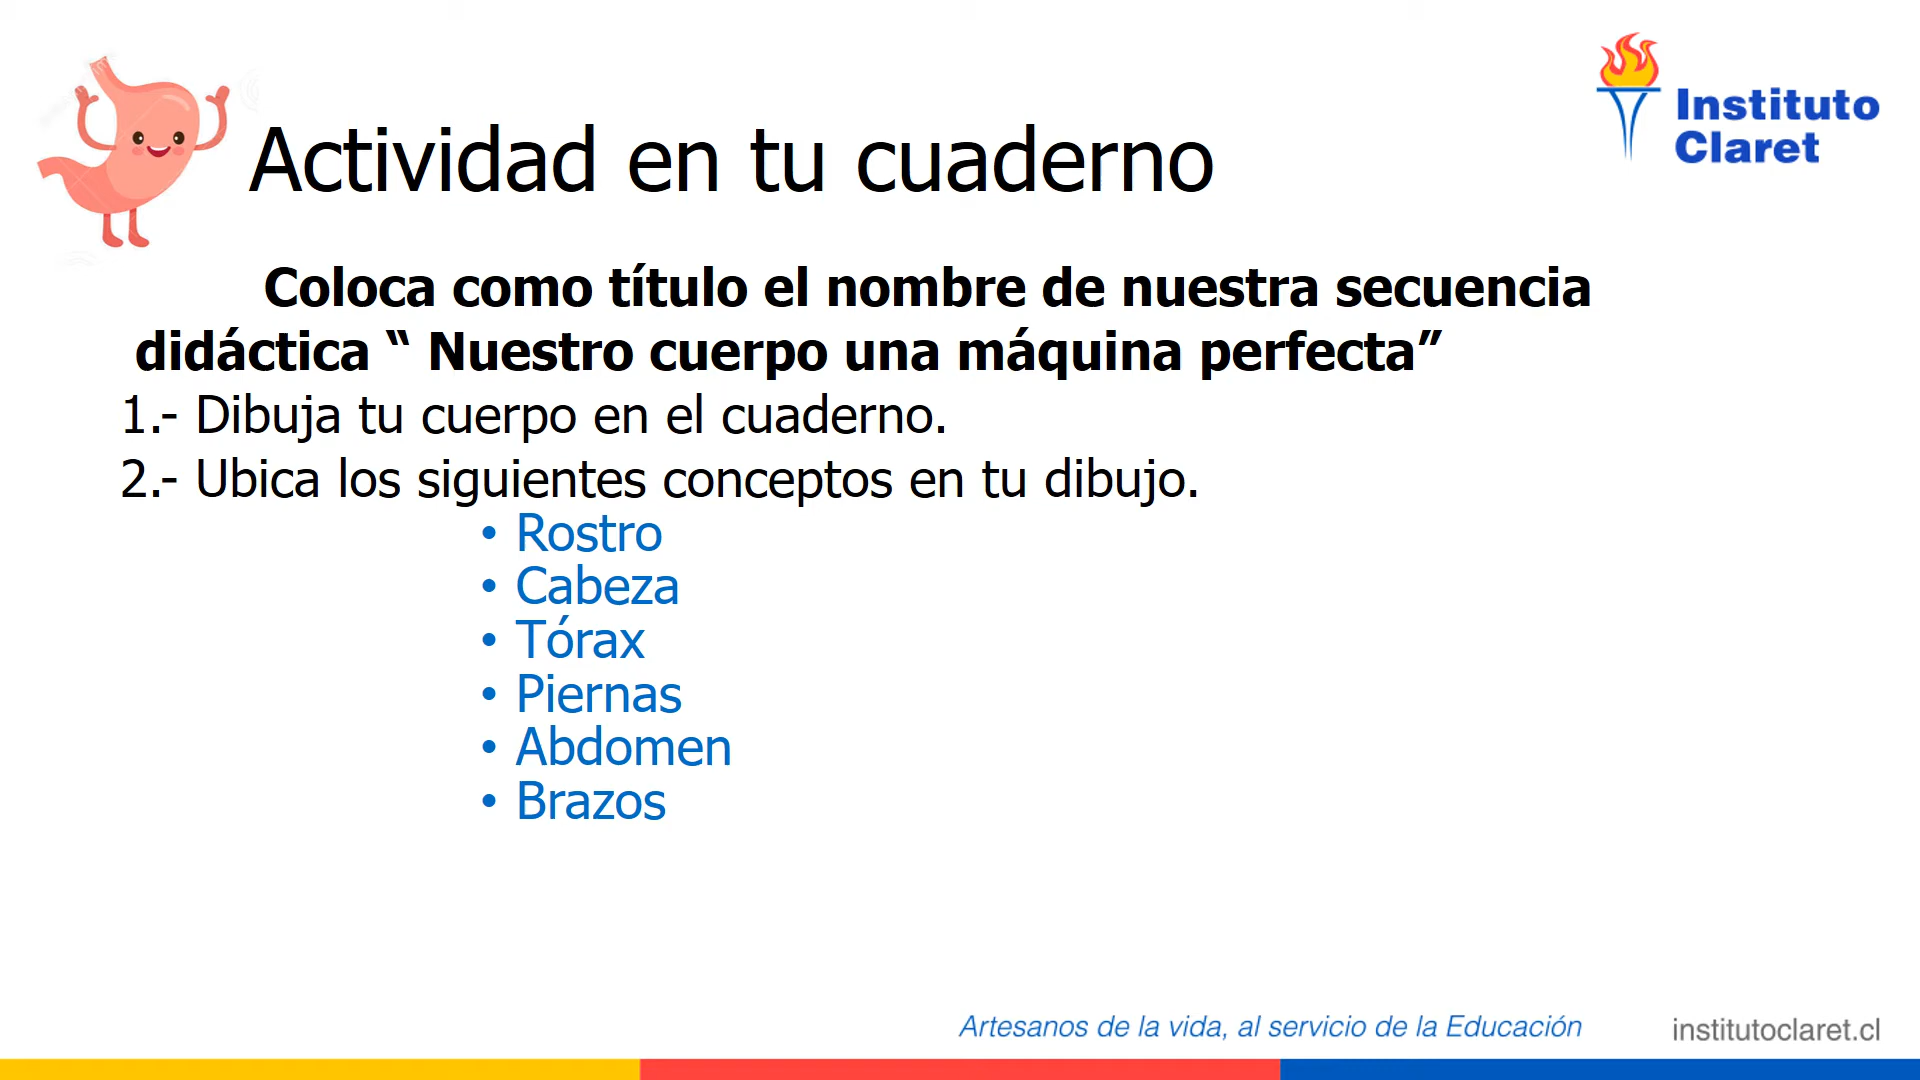 Instituto
Claret
Actividad en tu cuaderno
Coloca como título el nombre de nuestra secuencia
didáctica “ Nuestro cuerpo una máquina perfecta”
1.- Dibuja tu cuerpo en el cuaderno.
2.- Ubica los siguientes conceptos en tu dibujo.
• Rostro
• Cabeza
• Tórax
• Piernas
• Abdomen
• Brazos
Artesanos de la vida, al servicio de la Educación
institutoclaret.cl